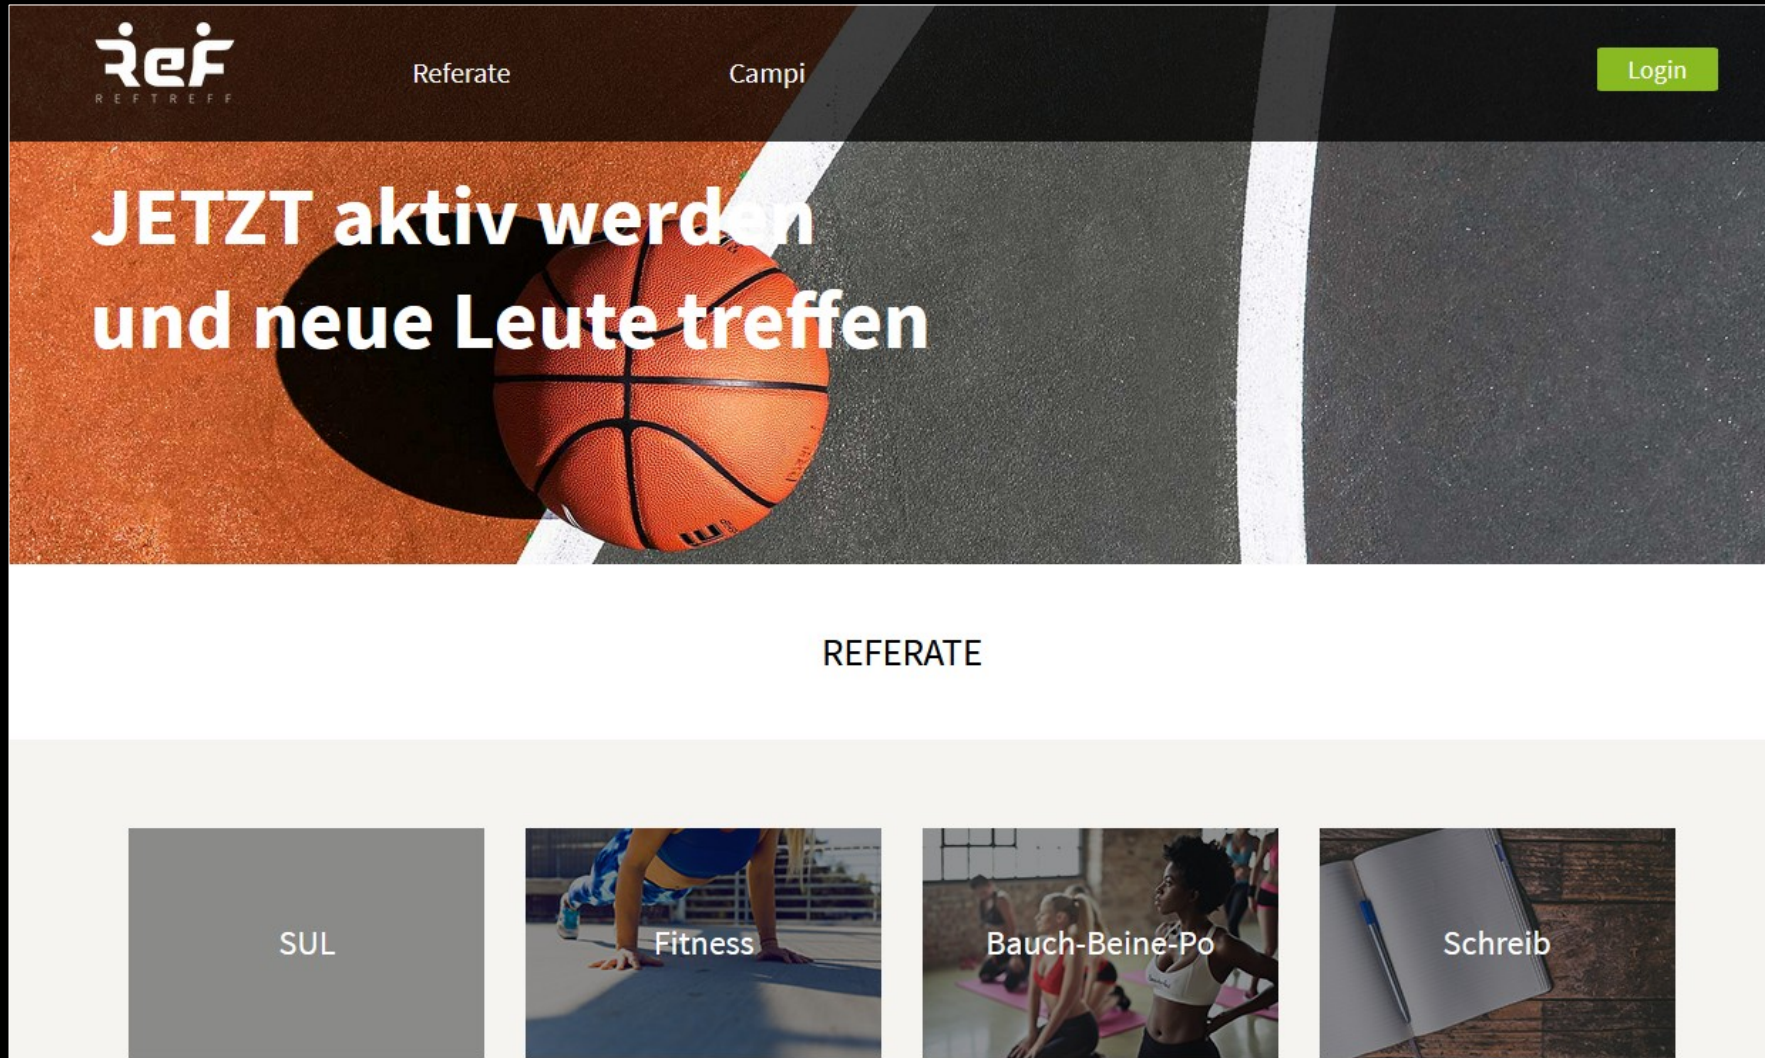 ReF
REFTREFF
Referate
Campi
Login
JETZT aktiv werden
und neue Leute treffen
REFERATE
SUL
Fitness
Bauch-Beine-Po
Schreib